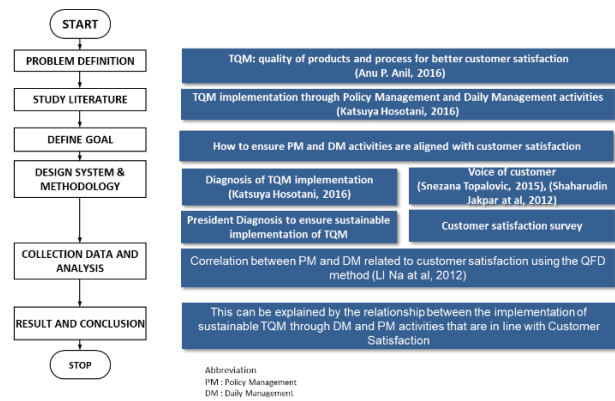 START
PROBLEM DEFINITION
TQM: quality of products and process for better customer satisfaction
(Anu P. Anil, 2016)
STUDY LITERATURE
TQM implementation through Policy Management and Daily Management activities
(Katsuya Hosotani, 2016)
DEFINE GOAL
How to ensure PM and DM activities are aligned with customer satisfaction
DESIGN SYSTEM &
METHODOLOGY
Diagnosis of TQM implementation
(Katsuya Hosotani, 2016)
Voice of customer
(Snezana Topalovic, 2015), (Shaharudin
Jakpar at al, 2012)
President Diagnosis to ensure sustainable
implementation of TQM
Customer satisfaction survey
COLLECTION DATA AND
ANALYSIS
Correlation between PM and DM related to customer satisfaction using the QFD
method (LI Na at al, 2012)
RESULT AND CONCLUSION
This can be explained by the relationship between the implementation of
sustainable TQM through DM and PM activities that are in line with Customer
Satisfaction
STOP
Abbreviation
PM : Policy Management
DM : Daily Management